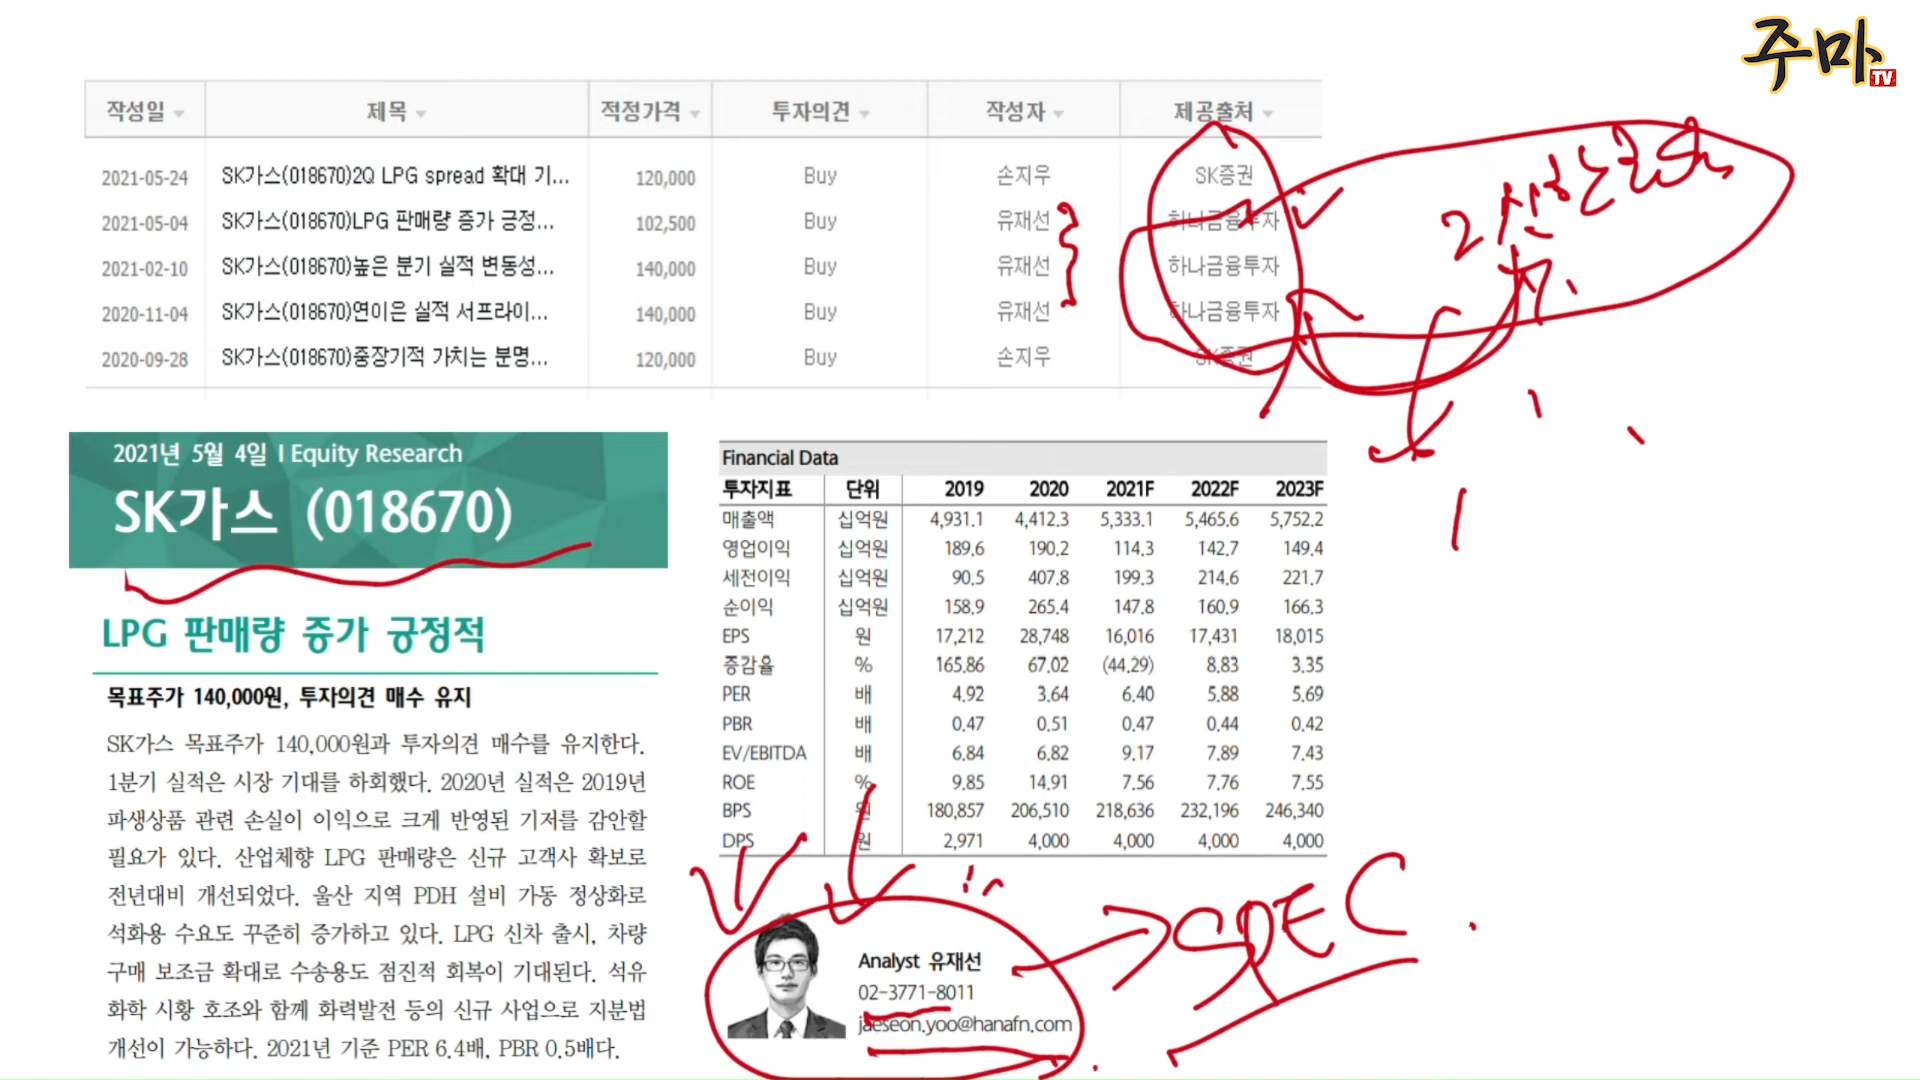 주마 TV
작성일 제목 적정가격 투자의견 작성자 제공출처
2021-05-24 SK가스(018670)2Q LPG spread 확대 기... 120,000 Buy 손지우 SK증권
2021-05-04 SK가스(018670)LPG 판매량 증가 긍정... 102,500 Buy 유재선 하나금융투자
2021-02-10 SK가스(018670)높은 분기 실적 변동성... 140,000 Buy 유재선 하나금융투자
2020-11-04 SK가스(018670)연이은 실적 서프라이... 140,000 Buy 유재선 하나금융투자
2020-09-28 SK가스(018670)중장기적 가치는 분명... 120,000 Buy 손지우 SK증권
2021년 5월 4일 I Equity Research
SK가스 (018670)
LPG 판매량 증가 긍정적
목표주가 140,000원, 투자의견 매수 유지
SK가스 목표주가 140,000원과 투자의견 매수를 유지한다.
1분기 실적은 시장 기대를 하회했다. 2020년 실적은 2019년
파생상품 관련 손실이 이익으로 크게 반영된 기저를 감안할
필요가 있다. 산업체향 LPG 판매량은 신규 고객사 확보로
전년대비 개선되었다. 울산 지역 PDH 설비 가동 정상화로
석화용 수요도 꾸준히 증가하고 있다. LPG 신차 출시, 차량
구매 보조금 확대로 수송용도 점진적 회복이 기대된다. 석유
화학 시황 호조와 함께 화력발전 등의 신규 사업으로 지분법
개선이 가능하다. 2021년 기준 PER 6.4배, PBR 0.5배다.
Financial Data
투자지표 단위 2019 2020 2021F 2022F 2023F
매출액 십억원 4,931.1 4,412.3 5,333.1 5,465.6 5,752.2
영업이익 십억원 189.6 190.2 114.3 142.7 149.4
세전이익 십억원 90.5 407.8 199.3 214.6 221.7
순이익 십억원 158.9 265.4 147.8 160.9 166.3
EPS 원 17,212 28,748 16,016 17,431 18,015
증감율 % 165.86 67.02 (44.29) 8.83 3.35
PER 배 4.92 3.64 6.40 5.88 5.69
PBR 배 0.47 0.51 0.47 0.44 0.42
EV/EBITDA 배 6.84 6.82 9.17 7.89 7.43
ROE % 9.85 14.91 7.56 7.76 7.55
BPS 원 180,857 206,510 218,636 232,196 246,340
DPS 원 2,971 4,000 4,000 4,000 4,000
Analyst 유재선
02-3771-8011
jaeseon.yoo@hanafn.com
SPEC